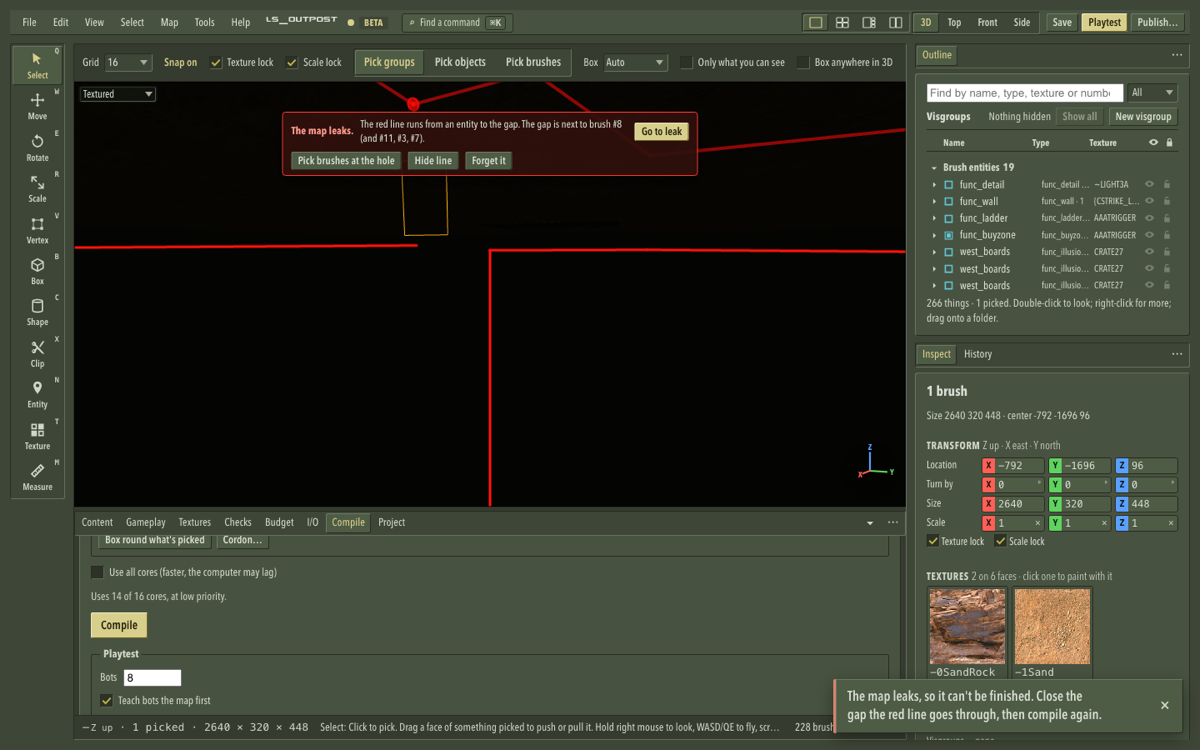 File Edit View Select Map Tools Help LS_OUTPOST BETA Find a command ⌘K 3D Top Front Side Save Playtest Publish...
Q
Select
W
Move
E
Rotate
R
Scale
V
Vertex
B
Box
C
Shape
X
Clip
N
Entity
T
Texture
M
Measure
Grid 16 Snap on Texture lock Scale lock Pick groups Pick objects Pick brushes Box Auto Only what you can see Box anywhere in 3D
Textured
The map leaks. The red line runs from an entity to the gap. The gap is next to brush #8
(and #11, #3, #7).
Go to leak
Pick brushes at the hole Hide line Forget it
Z
X Y
Content Gameplay Textures Checks Budget I/O Compile Project
Box round what's picked Cordon...
Use all cores (faster, the computer may lag)
Uses 14 of 16 cores, at low priority.
Compile
Playtest
Bots 8
Teach bots the map first
−Z up · 1 picked · 2640 × 320 × 448 Select: Click to pick. Drag a face of something picked to push or pull it. Hold right mouse to look, WASD/QE to fly, scr... 228 brush
Outline
Find by name, type, texture or numbe All
Visgroups Nothing hidden Show all New visgroup
Name Type Texture
Brush entities 19
func_detail func_detail ... ~LIGHT3A
func_wall func_wall · 1 {CSTRIKE_L...
func_ladder func_ladder... AAATRIGGER
func_buyzone func_buyzo... AAATRIGGER
west_boards func_illusio... CRATE27
west_boards func_illusio... CRATE27
west_boards func_illusio... CRATE27
266 things · 1 picked. Double-click to look; right-click for more;
drag onto a folder.
Inspect History
1 brush
Size 2640 320 448 · center -792 -1696 96
TRANSFORM Z up · X east · Y north
Location X −792 Y −1696 Z 96
Turn by X 0 ° Y 0 ° Z 0 °
Size X 2640 Y 320 Z 448
Scale X 1 × Y 1 × Z 1 ×
Texture lock Scale lock
TEXTURES 2 on 6 faces · click one to paint with it
−0SandRock −1Sand
The map leaks, so it can't be finished. Close the
gap the red line goes through, then compile again.